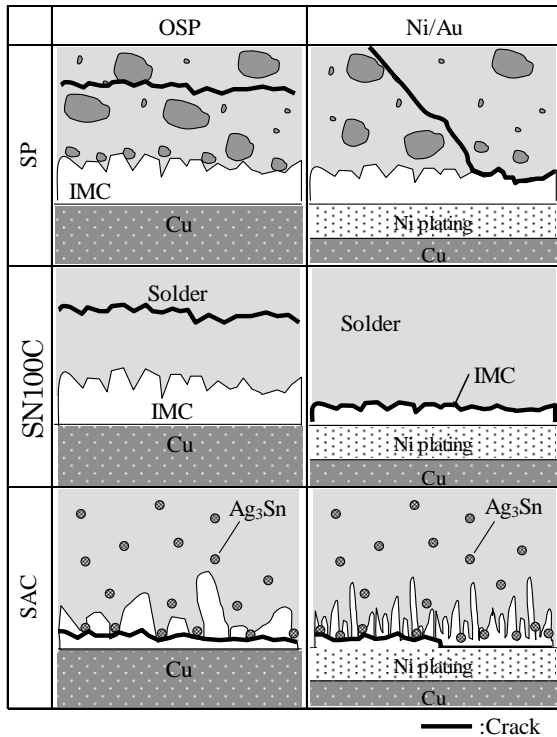 OSP
Ni/Au
SP
IMC
Cu
Ni plating
Cu
SN100C
Solder
IMC
Cu
Solder
IMC
Ni plating
Cu
SAC
Ag₃Sn
Cu
Ag₃Sn
Ni plating
Cu
:Crack